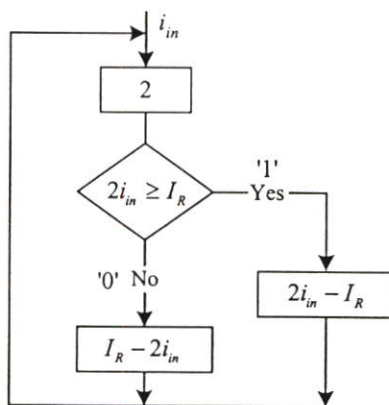 i_in
2
'1'
2i_in ≥ I_R
Yes
'0' No
2i_in − I_R
I_R − 2i_in